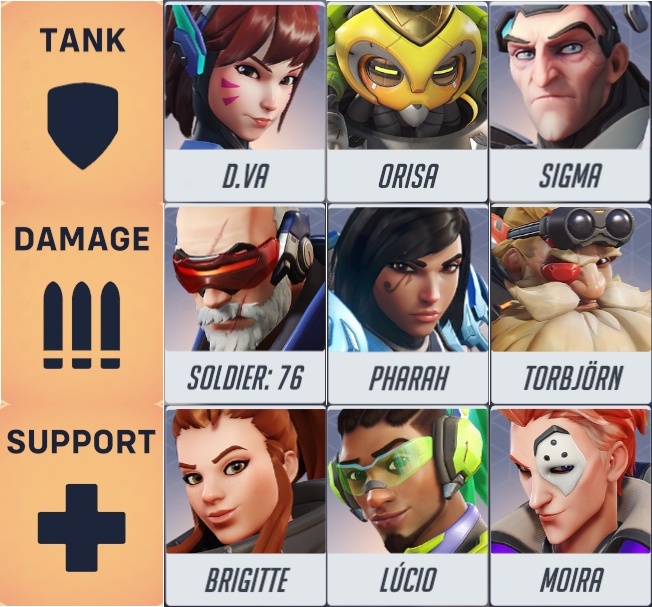 TANK
D.VA
ORISA
SIGMA
DAMAGE
SOLDIER: 76
PHARAH
TORBJÖRN
SUPPORT
BRIGITTE
LÚCIO
MOIRA